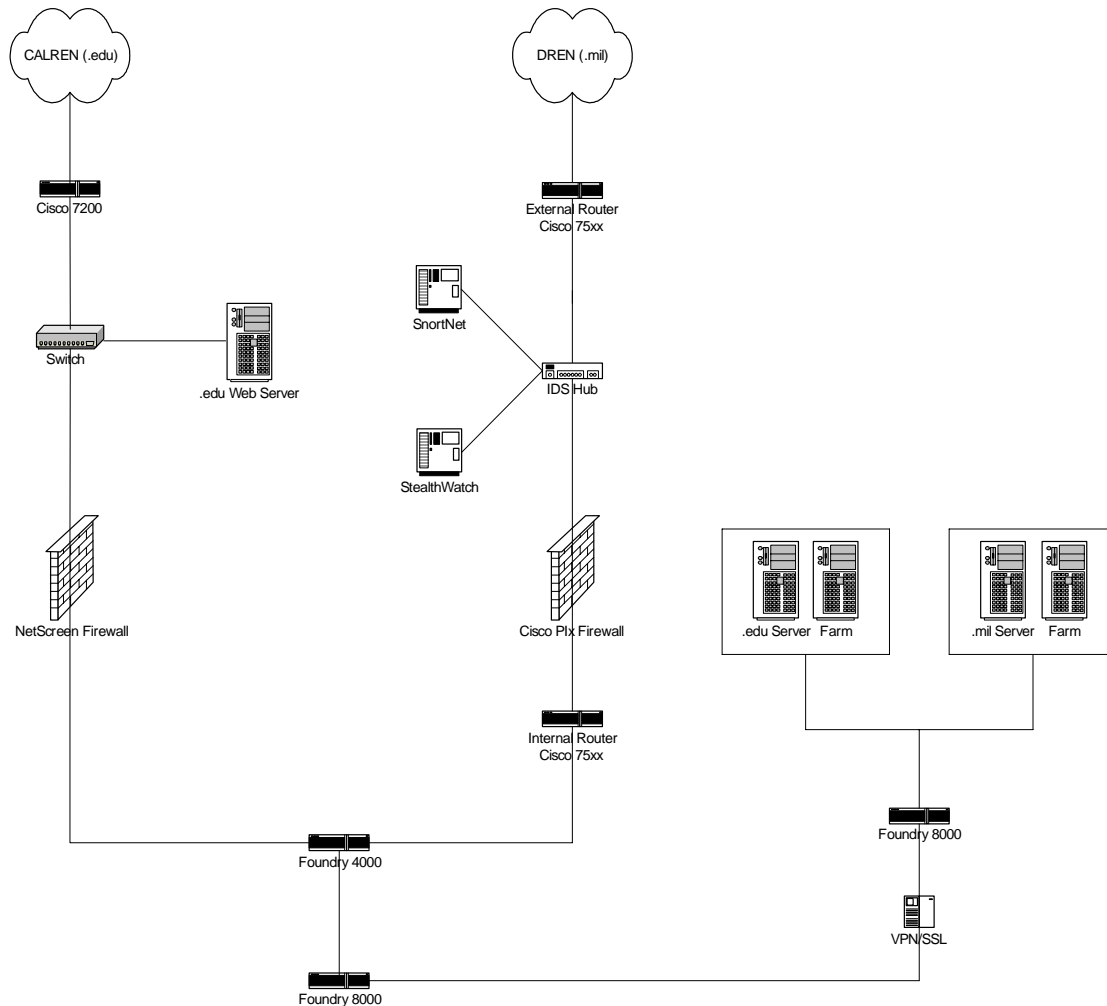 CALREN (.edu)
DREN (.mil)
Cisco 7200
External Router
Cisco 75xx
SnortNet
Switch
.edu Web Server
IDS Hub
StealthWatch
NetScreen Firewall
Cisco PIx Firewall
.edu Server Farm
.mil Server Farm
Internal Router
Cisco 75xx
Foundry 4000
Foundry 8000
VPN/SSL
Foundry 8000